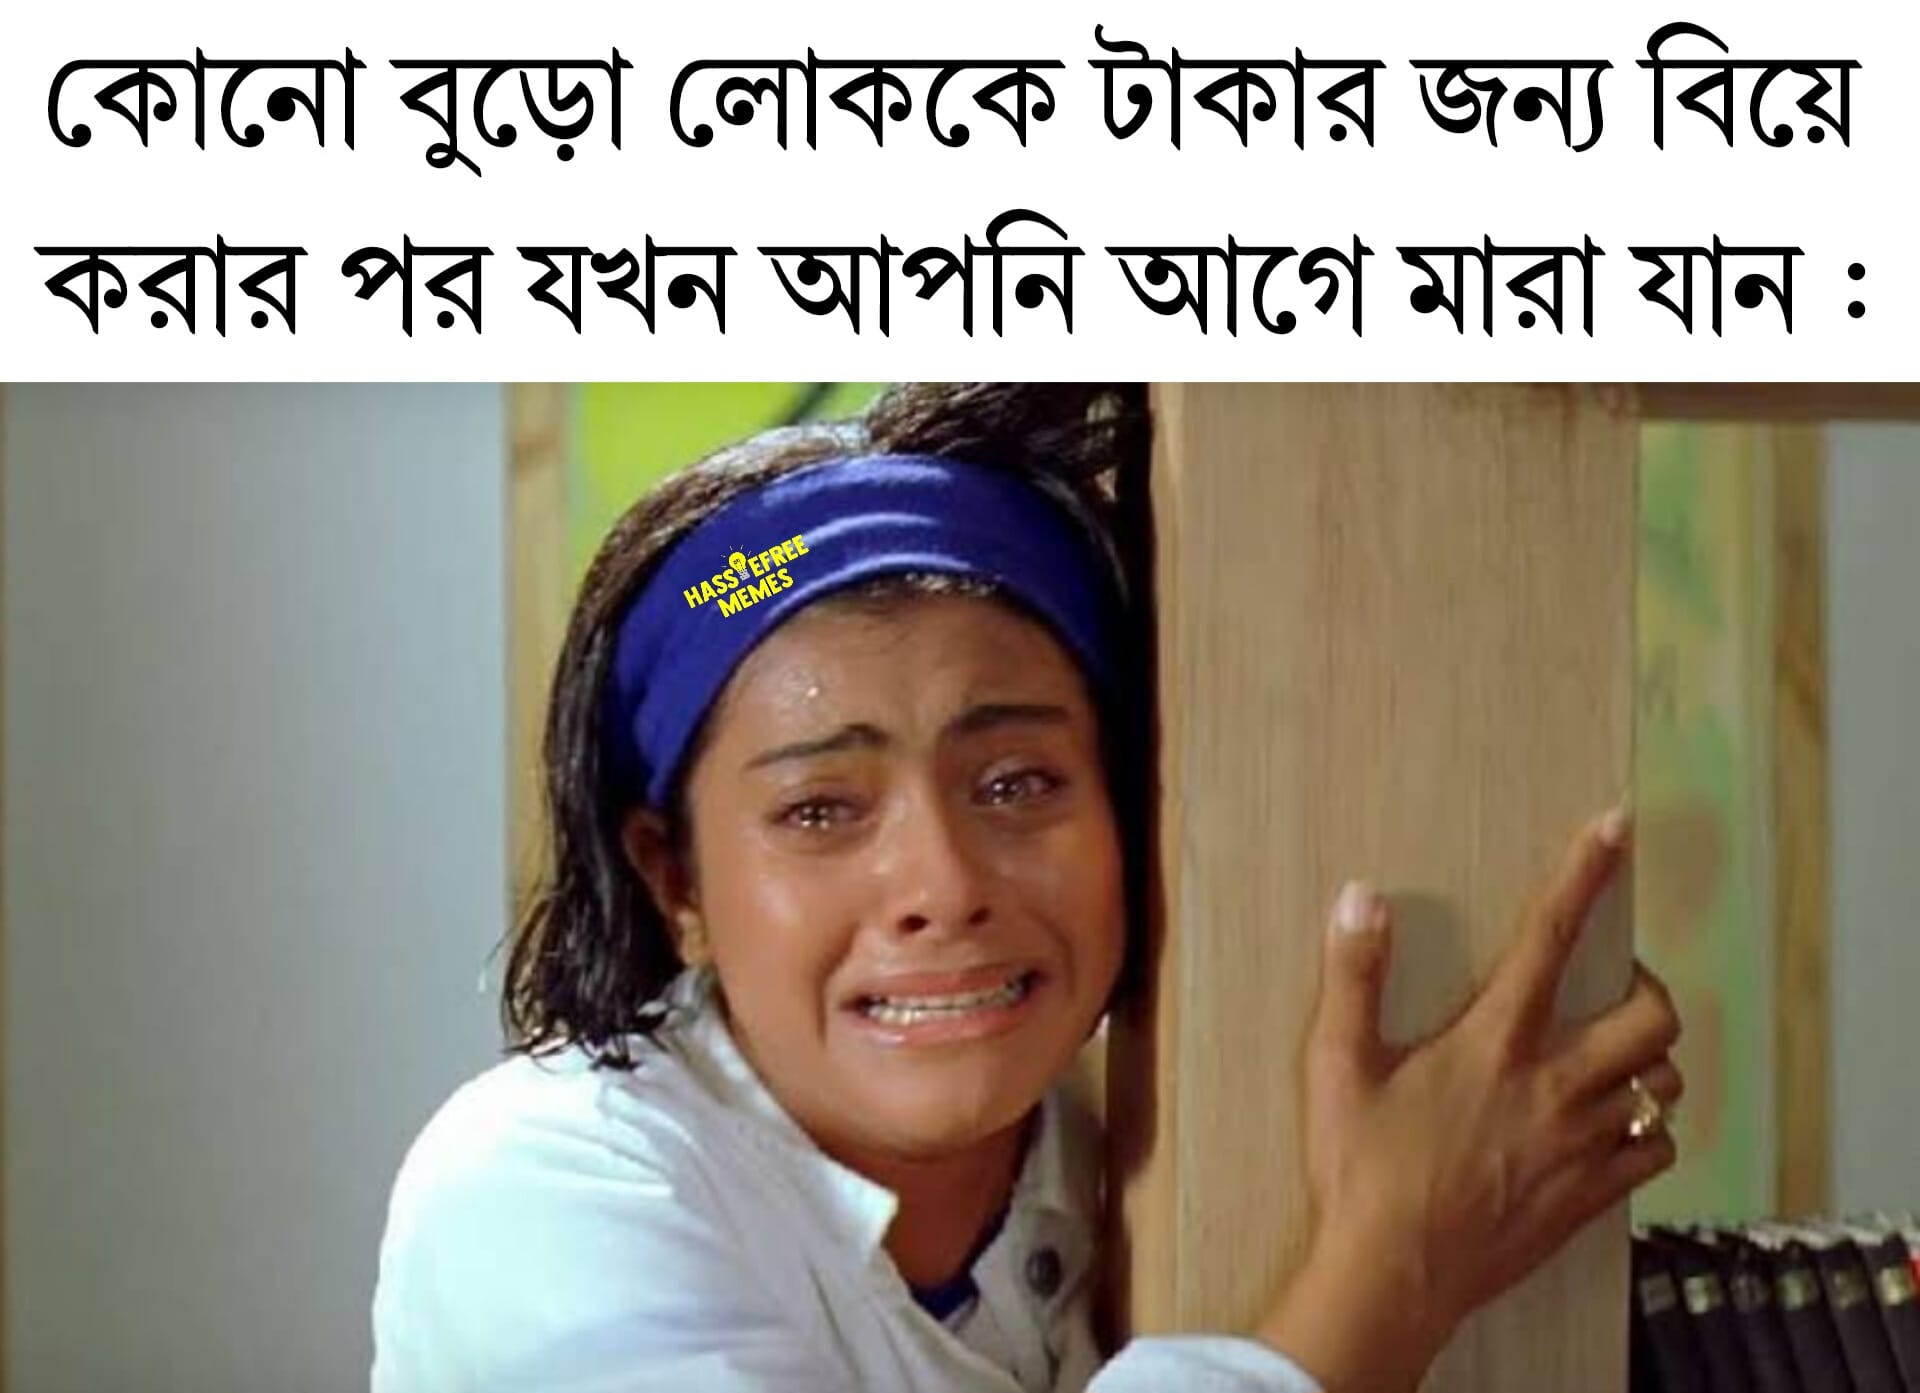 কোনো বুড়ো লোককে টাকার জন্য বিয়ে
করার পর যখন আপনি আগে মারা যান :
HASSLEFREE
MEMES